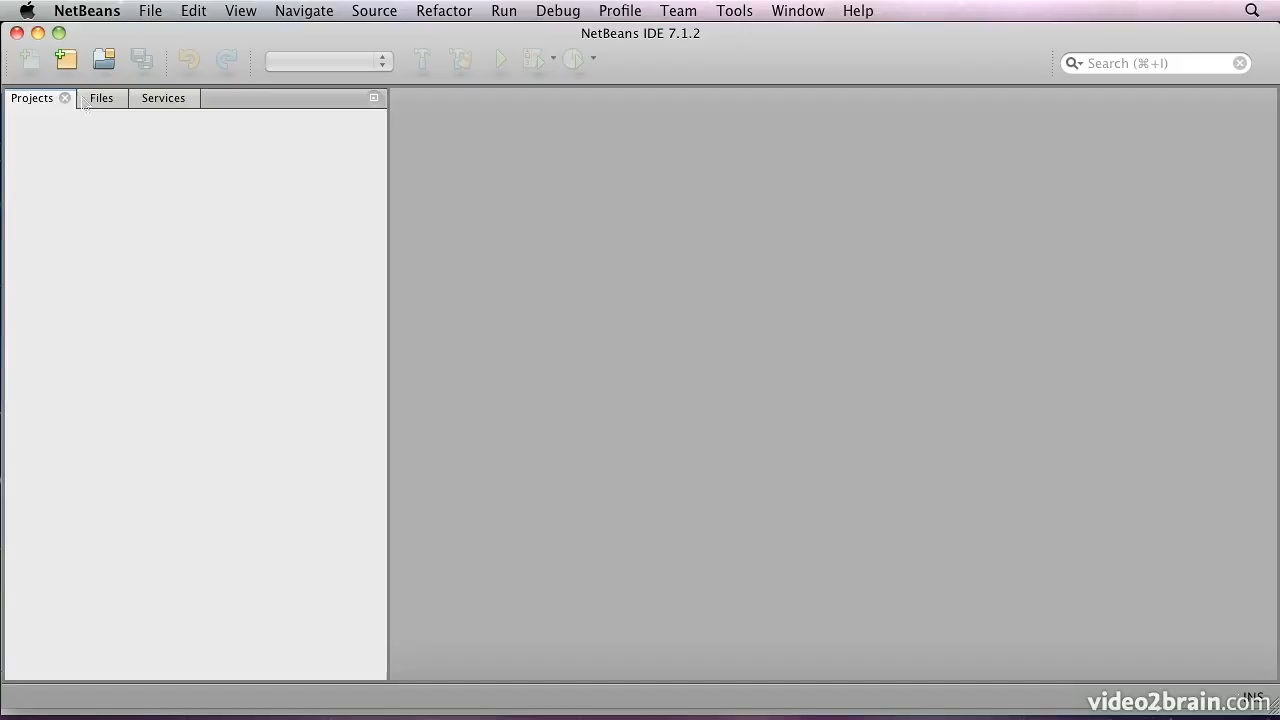 NetBeans File Edit View Navigate Source Refactor Run Debug Profile Team Tools Window Help
NetBeans IDE 7.1.2
Search (⌘+I)
Projects Files Services
INS
video2brain.com